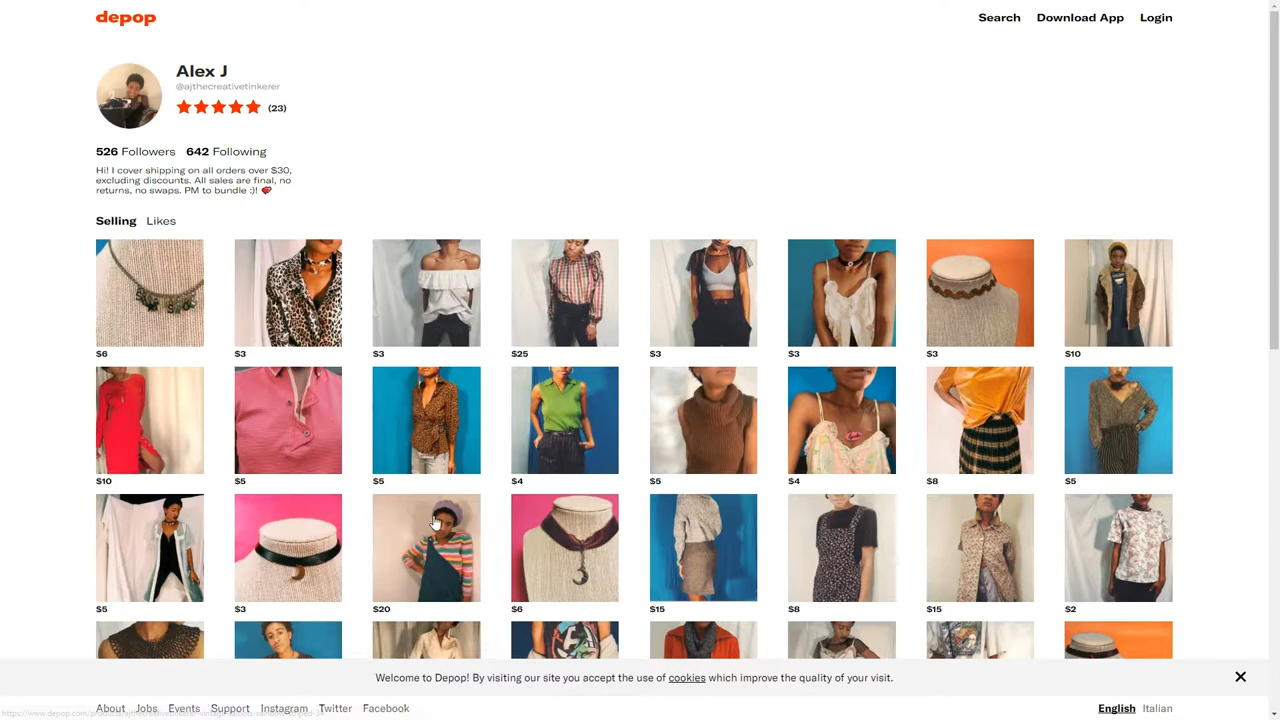 depop
Search Download App Login
Alex J
@ajthecreativetinkerer
(23)
526 Followers 642 Following
Hi! I cover shipping on all orders over $30,
excluding discounts. All sales are final, no
returns, no swaps. PM to bundle :)! 💖
Selling Likes
$6 $3 $3 $25 $3 $3 $3 $10
$10 $5 $5 $4 $5 $4 $8 $5
$5 $3 $20 $6 $15 $8 $15 $2
Welcome to Depop! By visiting our site you accept the use of cookies which improve the quality of your visit.
About Jobs Events Support Instagram Twitter Facebook English Italian